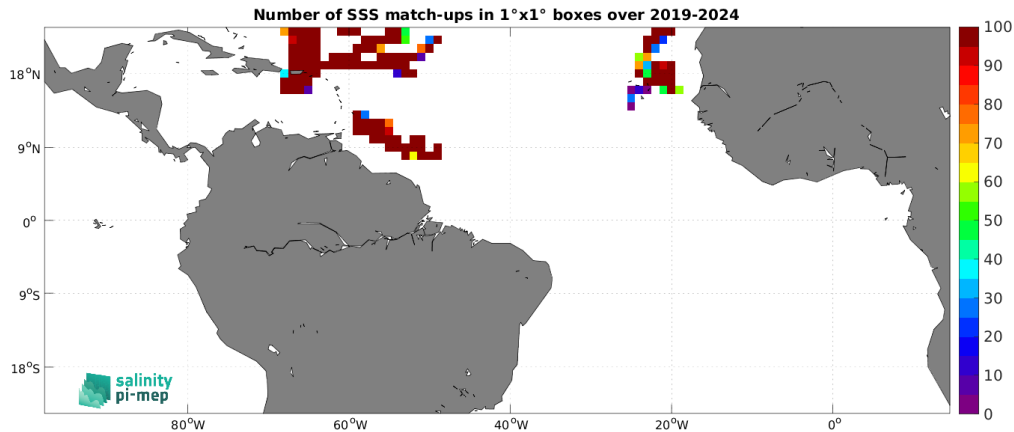 Number of SSS match-ups in 1°x1° boxes over 2019-2024
18°N
9°N
0°
9°S
18°S
80°W
60°W
40°W
20°W
0°
100
90
80
70
60
50
40
30
20
10
0
salinity
pi-mep